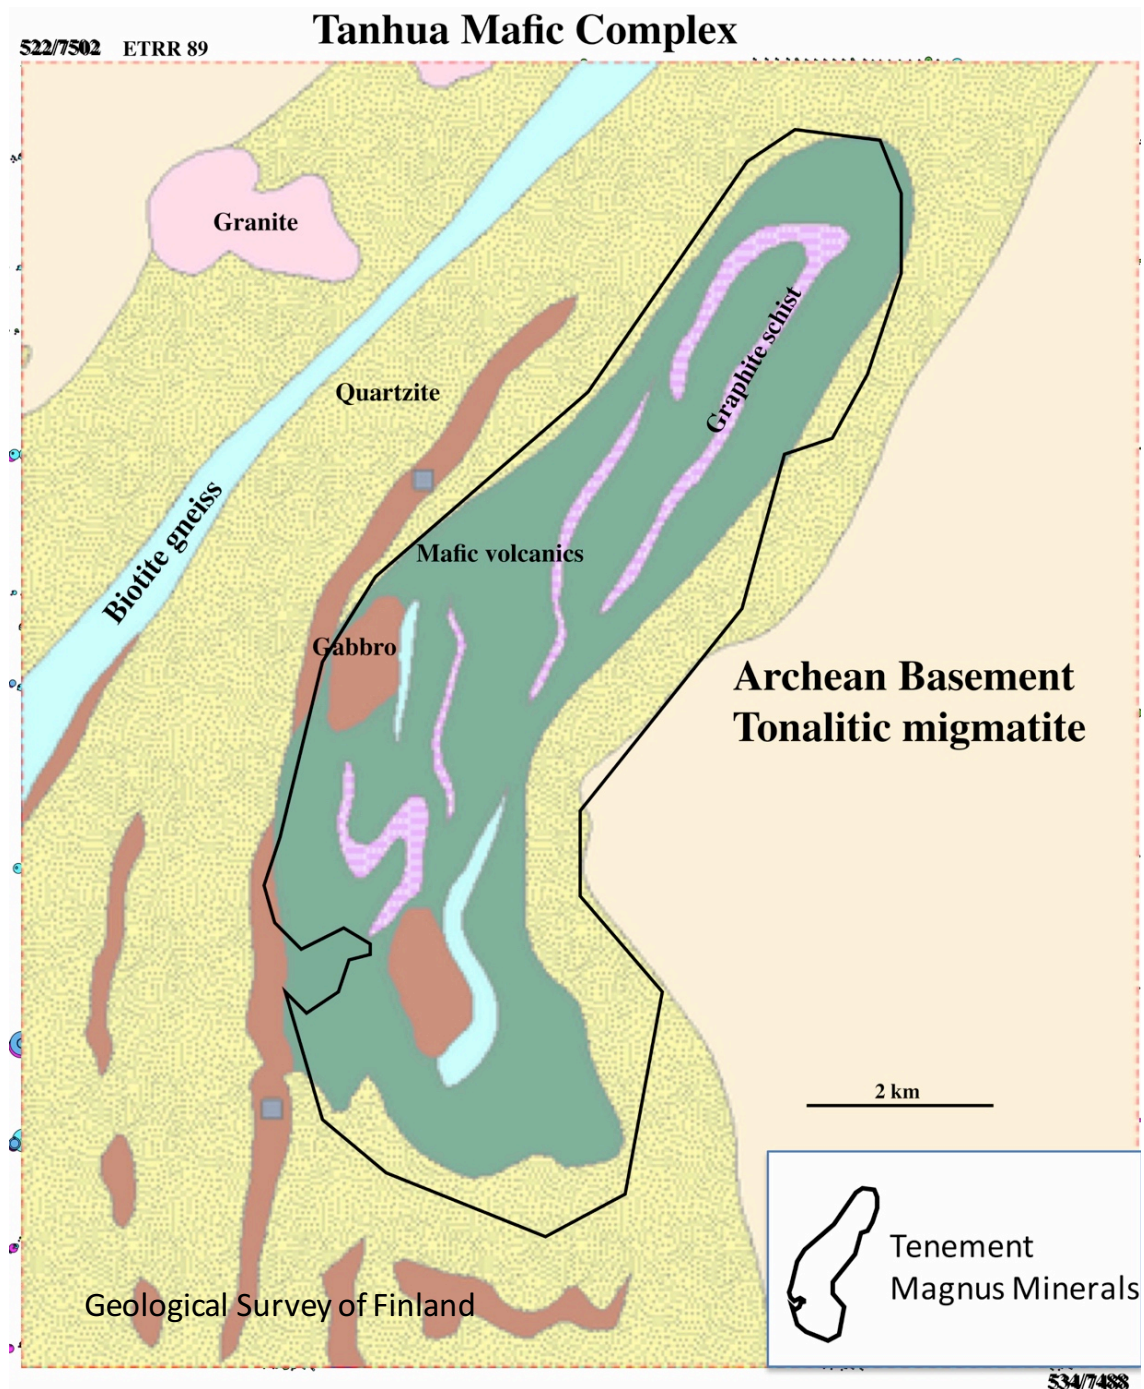 Tanhua Mafic Complex
522/7502 ETRR 89
Granite
Graphite schist
Quartzite
Biotite gneiss
Mafic volcanics
Gabbro
Archean Basement
Tonalitic migmatite
2 km
Tenement
Magnus Minerals
Geological Survey of Finland
534/7488